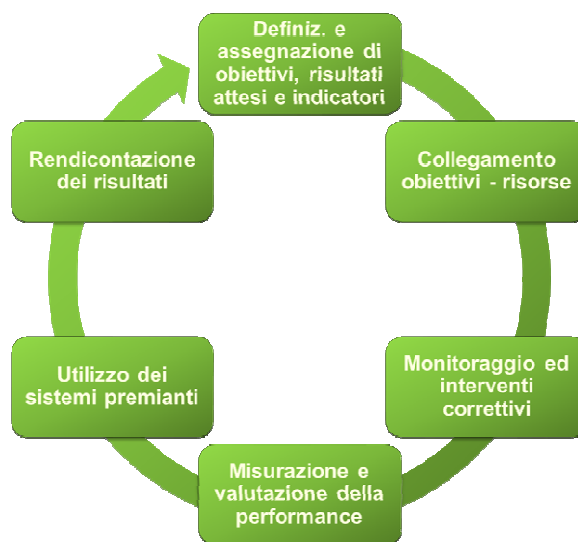 Definiz. e
assegnazione di
obiettivi, risultati
attesi e indicatori
Collegamento
obiettivi - risorse
Monitoraggio ed
interventi
correttivi
Misurazione e
valutazione della
performance
Utilizzo dei
sistemi premianti
Rendicontazione
dei risultati